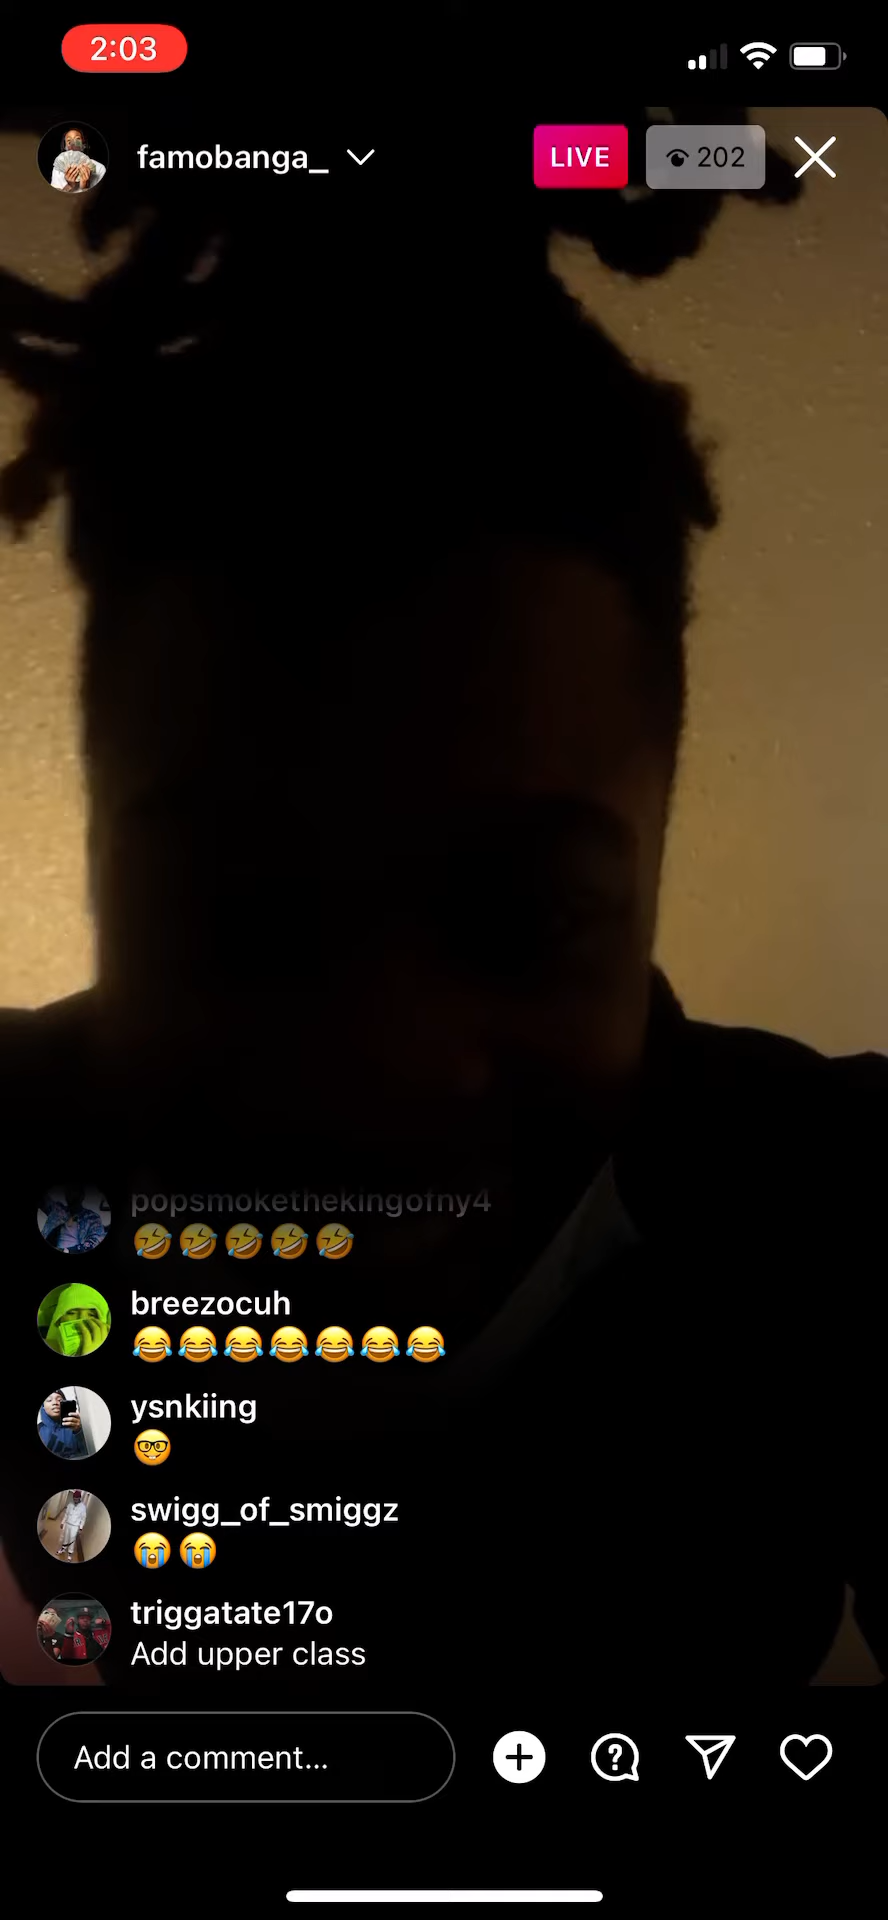 2:03
famobanga_
LIVE
202
popsmokethekingofny4
🤣🤣🤣🤣🤣
breezocuh
😂😂😂😂😂😂😂
ysnkiing
🤓
swigg_of_smiggz
😭😭
triggatate17o
Add upper class
Add a comment...